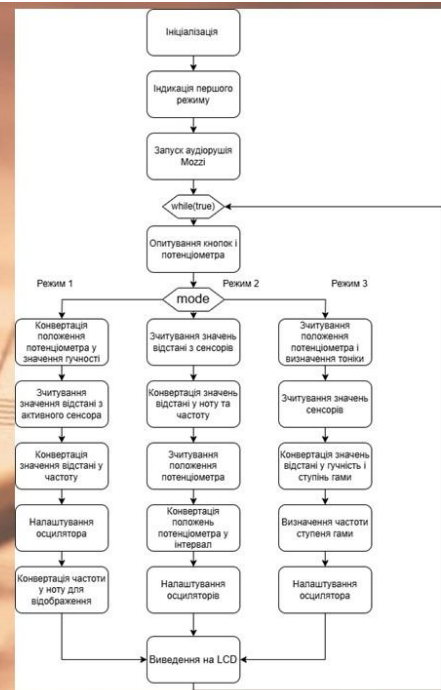 Ініціалізація
Індикація першого
режиму
Запуск аудіорушія
Mozzi
while(true)
Опитування кнопок і
потенціометра
Режим 1
mode
Режим 2
Режим 3
Конвертація
положення
потенціометра у
значення гучності
Зчитування
значення відстані з
активного сенсора
Конвертація
значення відстані у
частоту
Налаштування
осцилятора
Конвертація частоти
у ноту для
відображення
Зчитування значень
відстані з сенсорів
Конвертація значень
відстані у ноту та
частоту
Зчитування
положення
потенціометра
Конвертація
положень
потенціометра у
інтервал
Налаштування
осциляторів
Зчитування
положення
потенціометра і
визначення тоніки
Зчитування значень
сенсорів
Конвертація значень
відстані у гучність і
ступінь гами
Визначення частоти
ступеня гами
Налаштування
осцилятора
Виведення на LCD